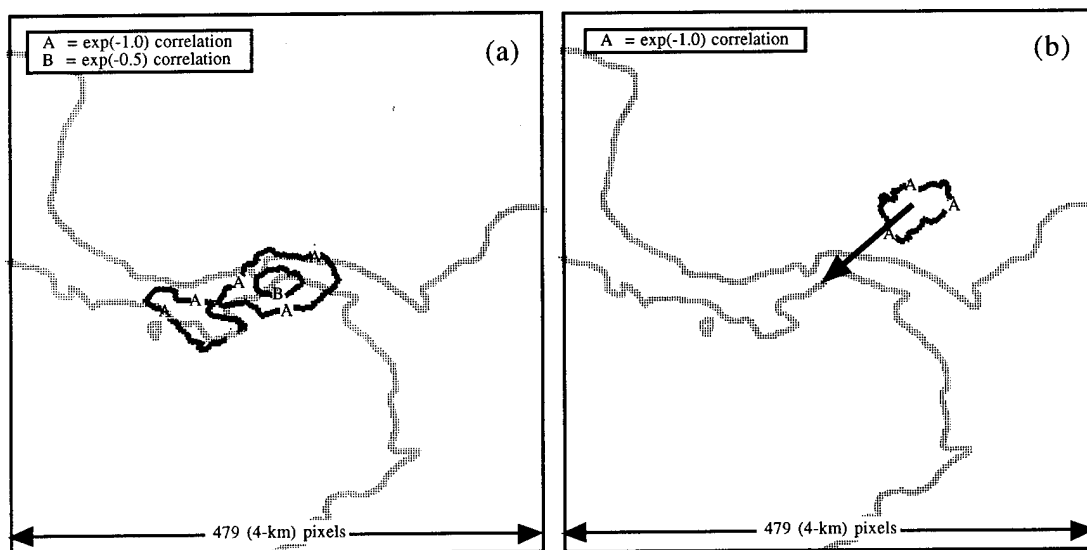 A = exp(-1.0) correlation
B = exp(-0.5) correlation
(a)
A
A
A
B
A
A
479 (4-km) pixels
A = exp(-1.0) correlation
(b)
A
A
A
479 (4-km) pixels